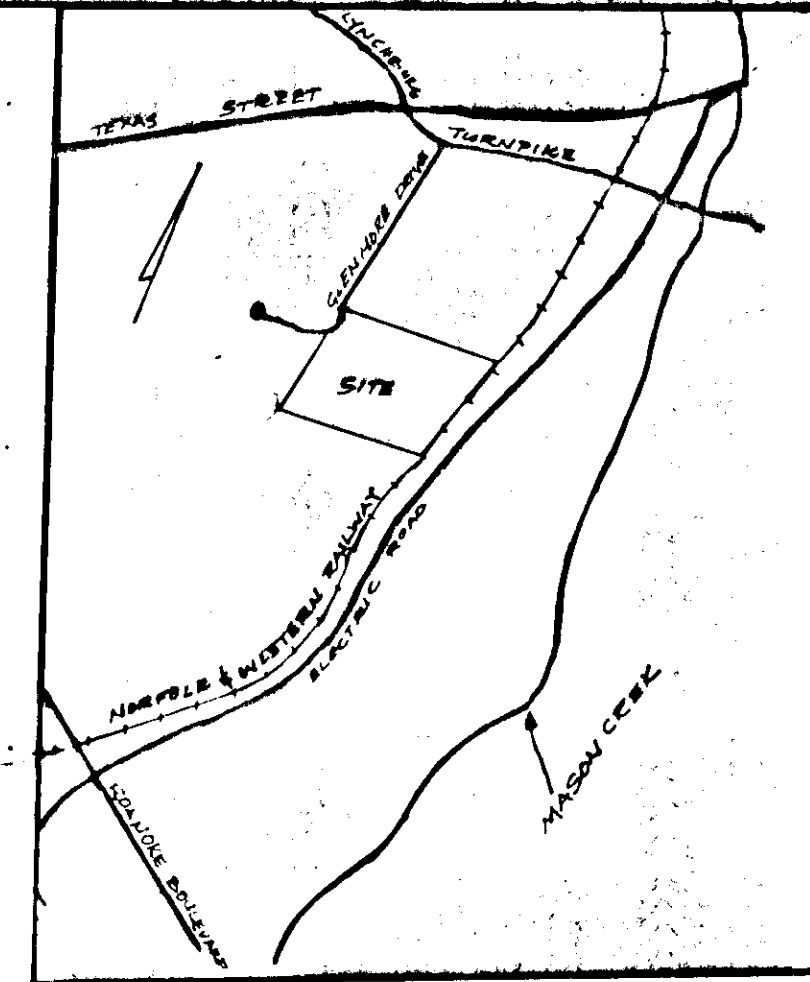 LYNCHBURG
TEXAS STREET
TURNPIKE
GLENMORE DRIVE
SITE
NORFOLK & WESTERN RAILWAY
ELECTRIC ROAD
MASON CREEK
ROANOKE BOULEVARD